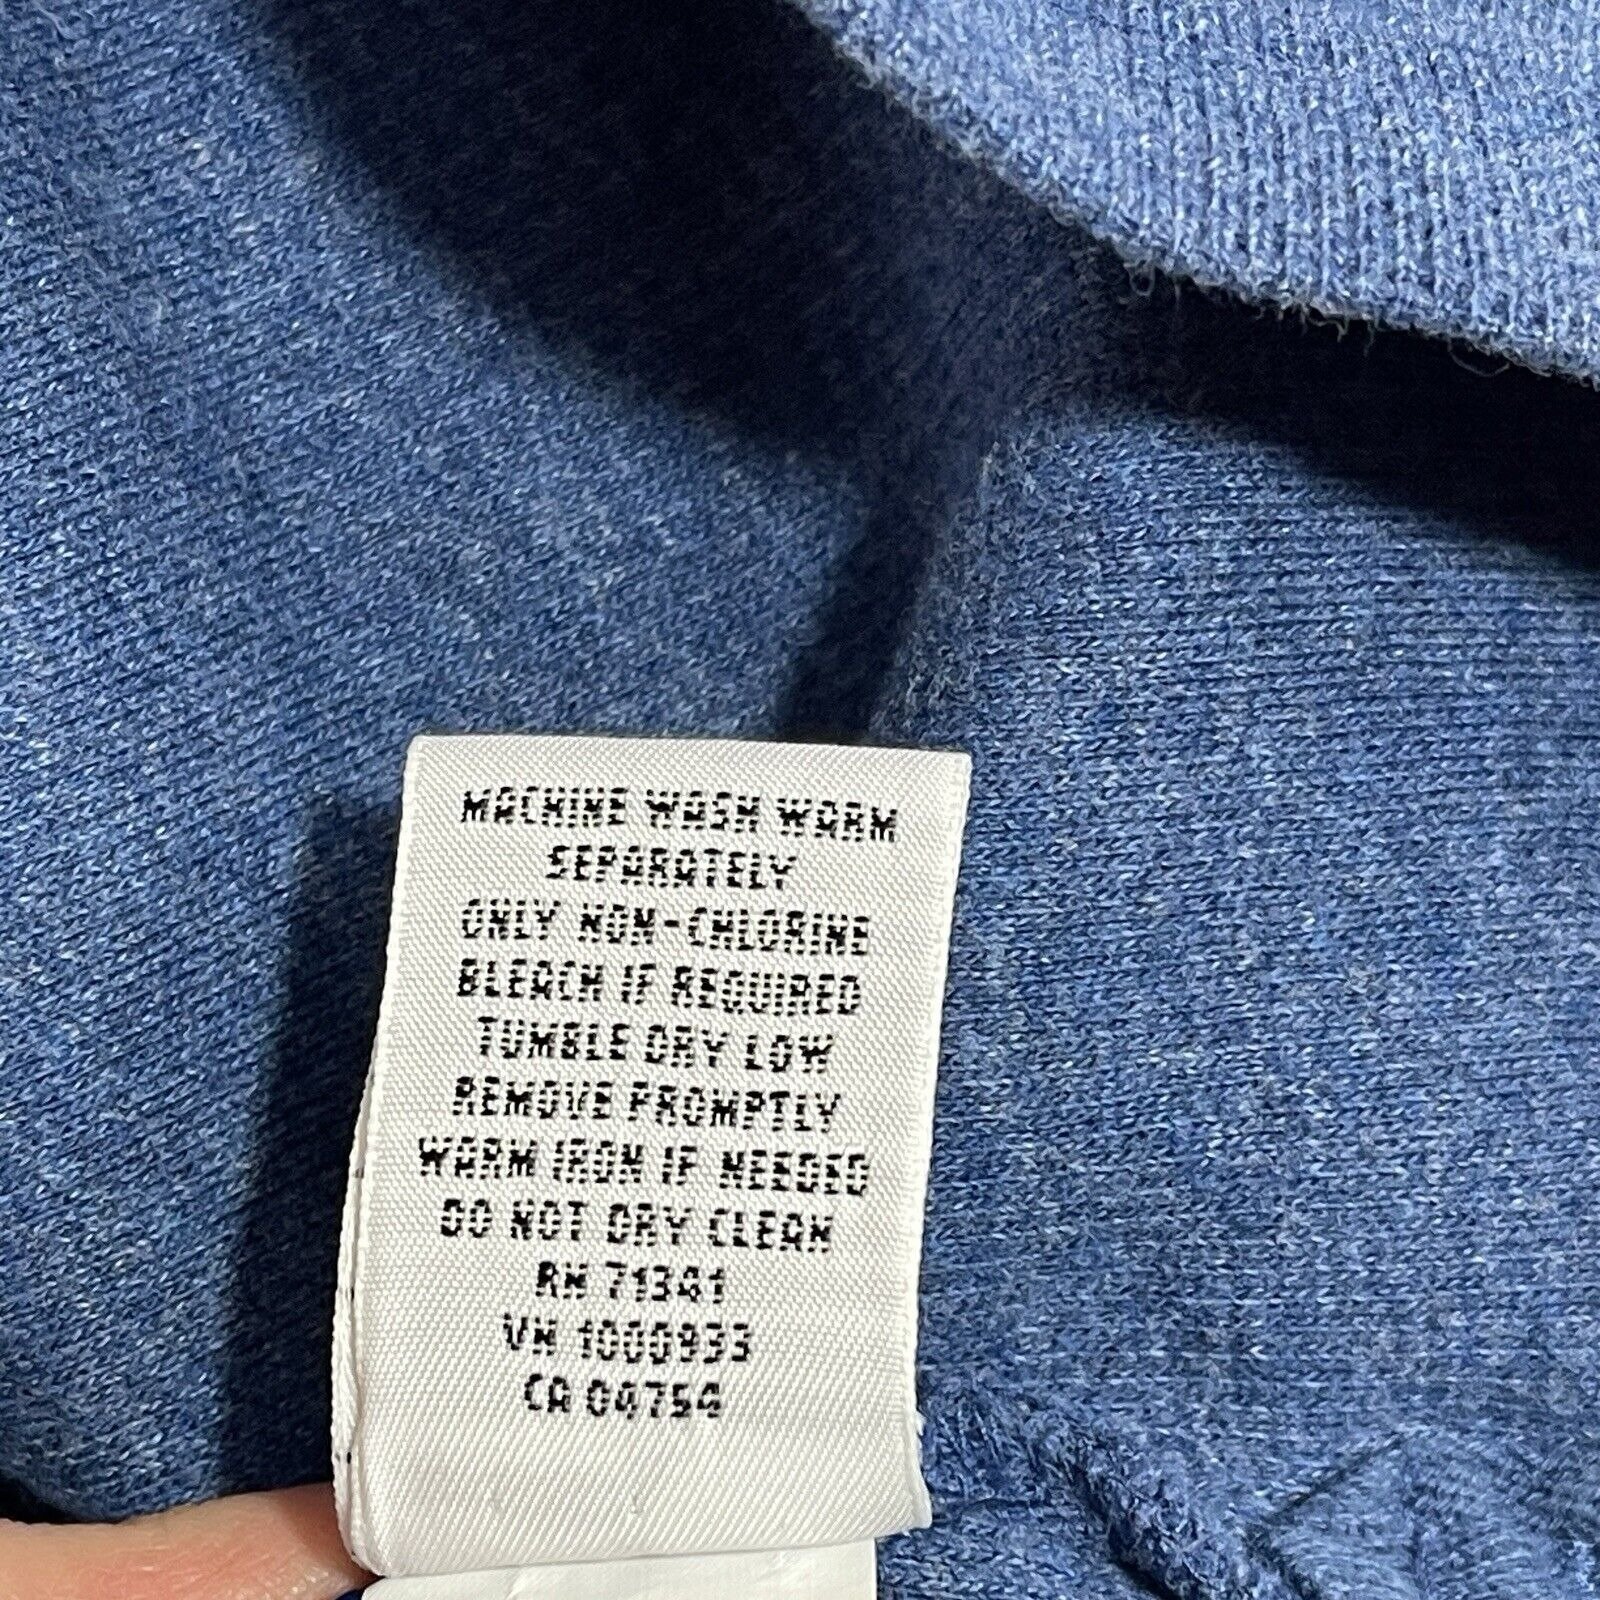 MACHINE WASH WARM
SEPARATELY
ONLY NON-CHLORINE
BLEACH IF REQUIRED
TUMBLE DRY LOW
REMOVE PROMPTLY
WARM IRON IF NEEDED
DO NOT DRY CLEAN
RN 71341
VN 1000933
CA 04754